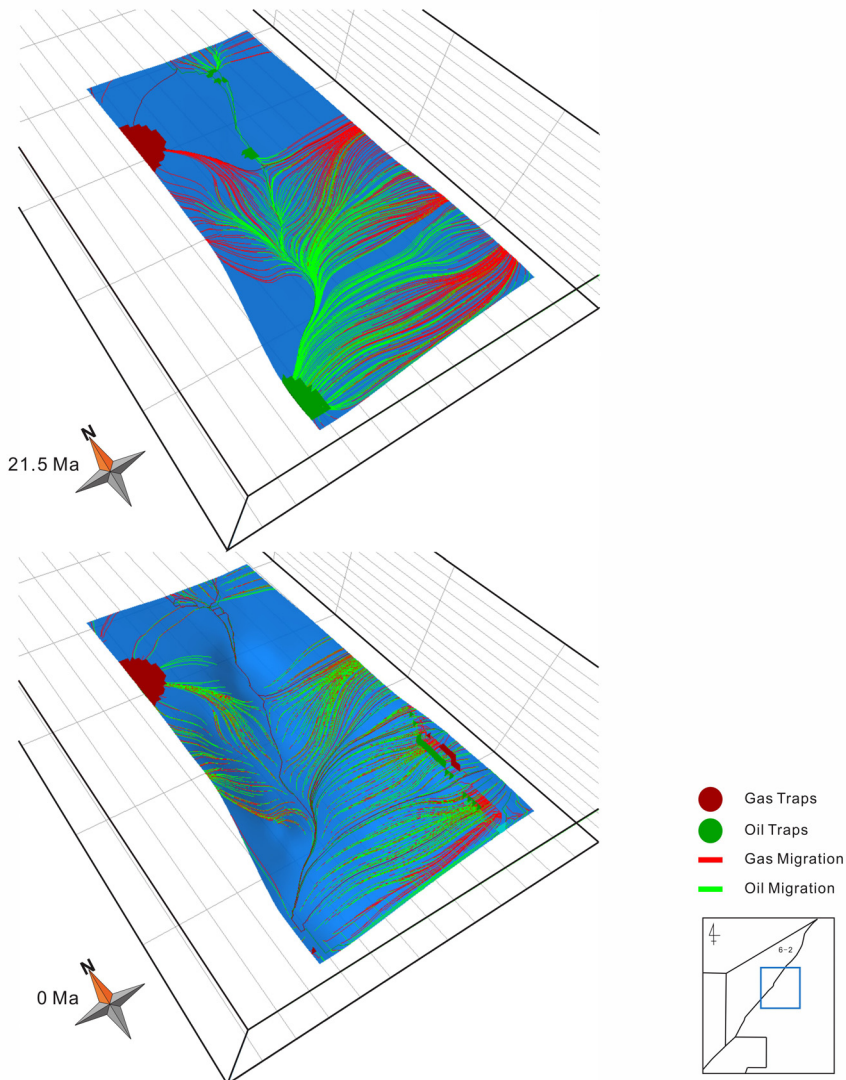 N
21.5 Ma
N
0 Ma
Gas Traps
Oil Traps
Gas Migration
Oil Migration
6-2